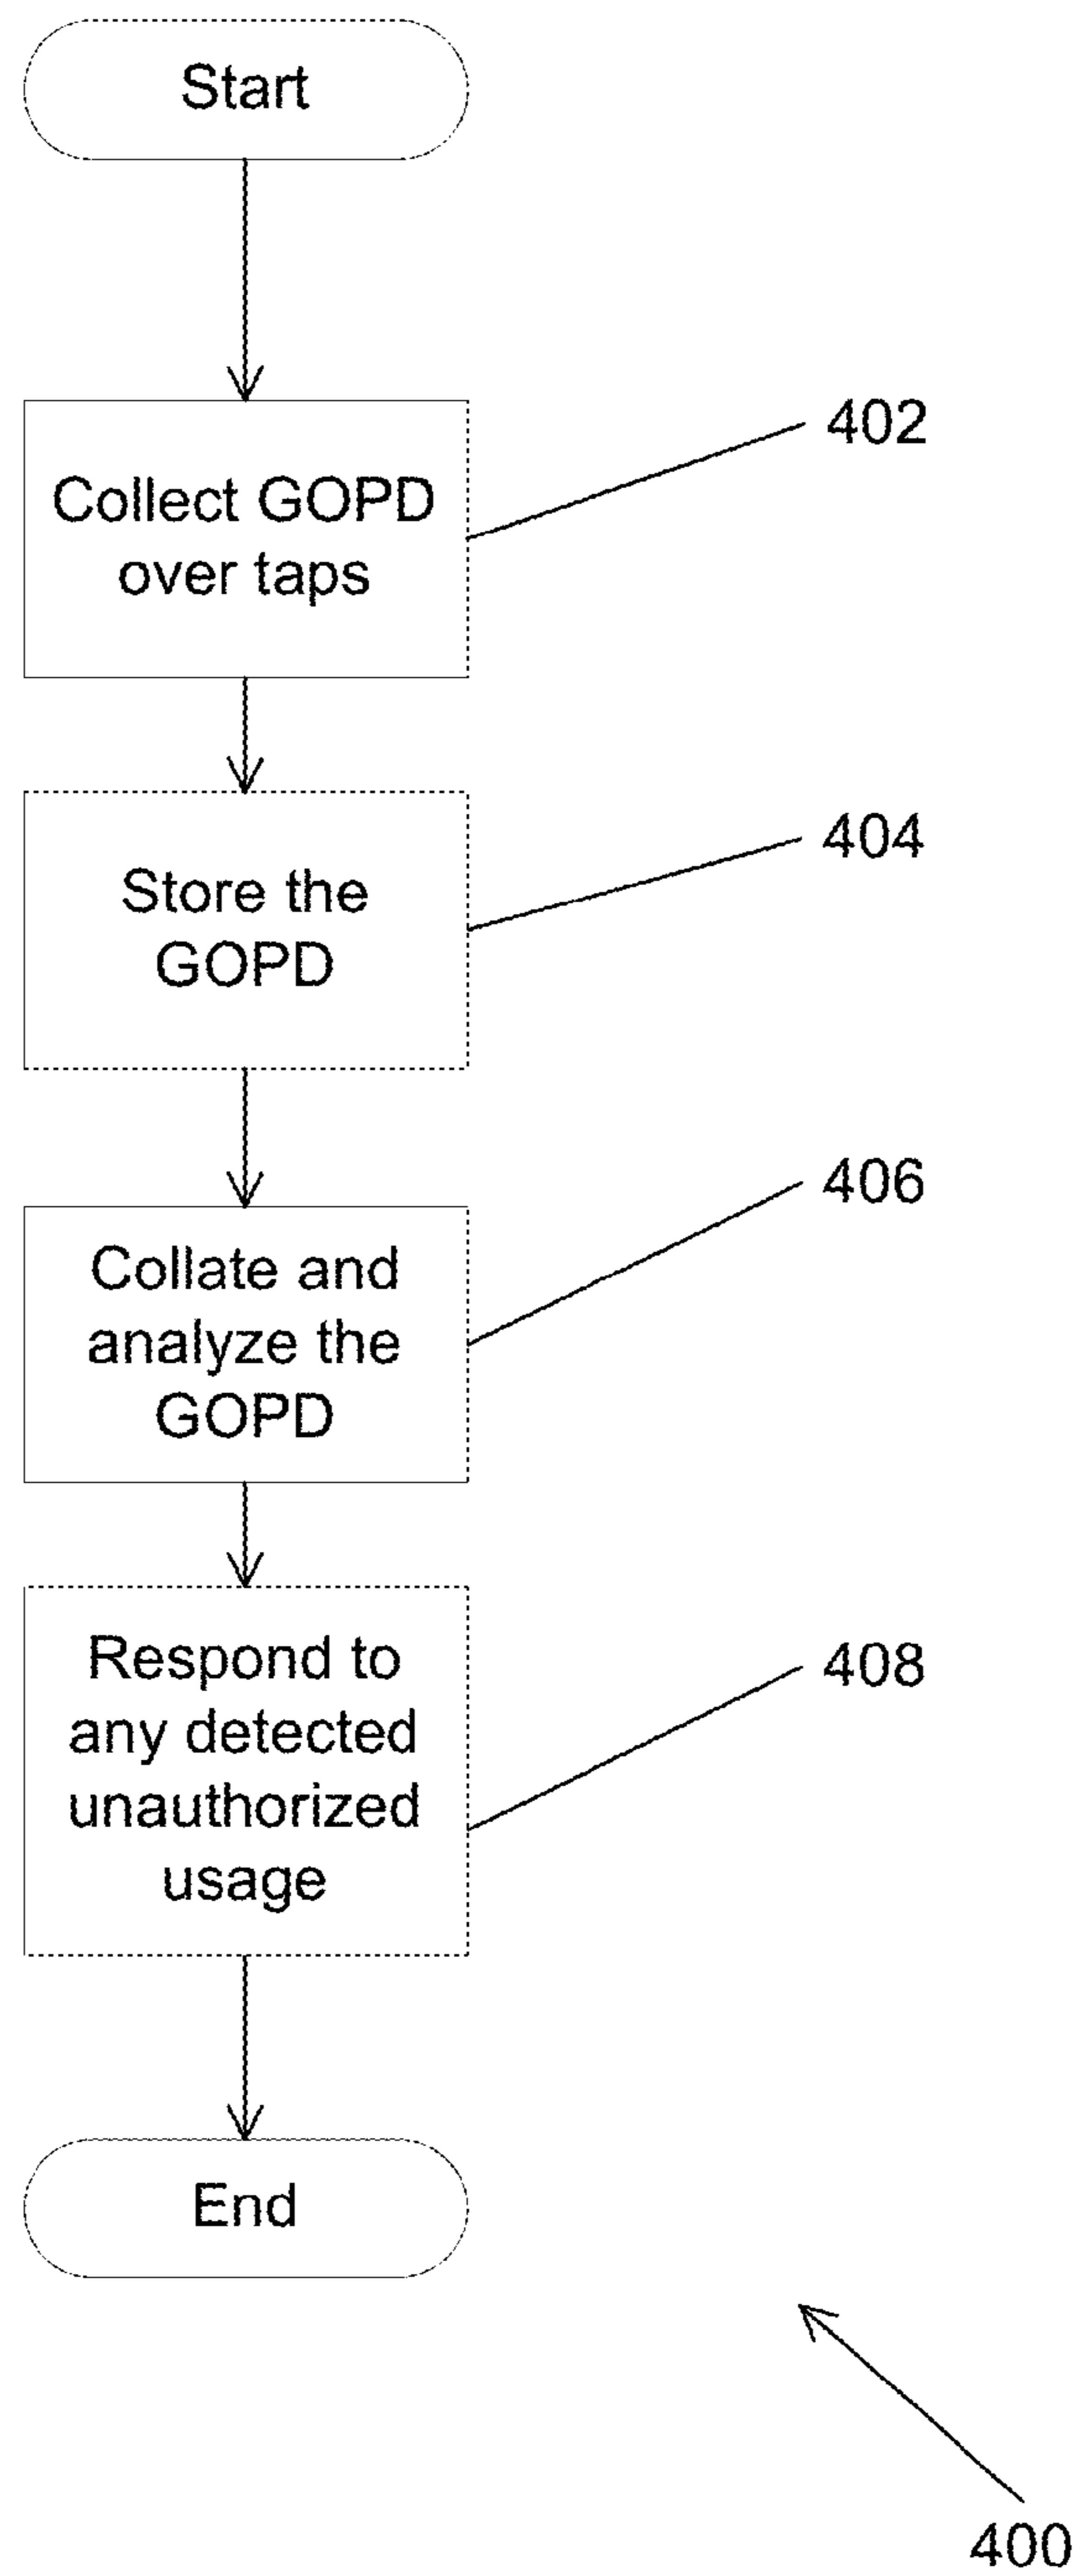 Start
402
Collect GOPD
over taps
404
Store the
GOPD
406
Collate and
analyze the
GOPD
408
Respond to
any detected
unauthorized
usage
End
400